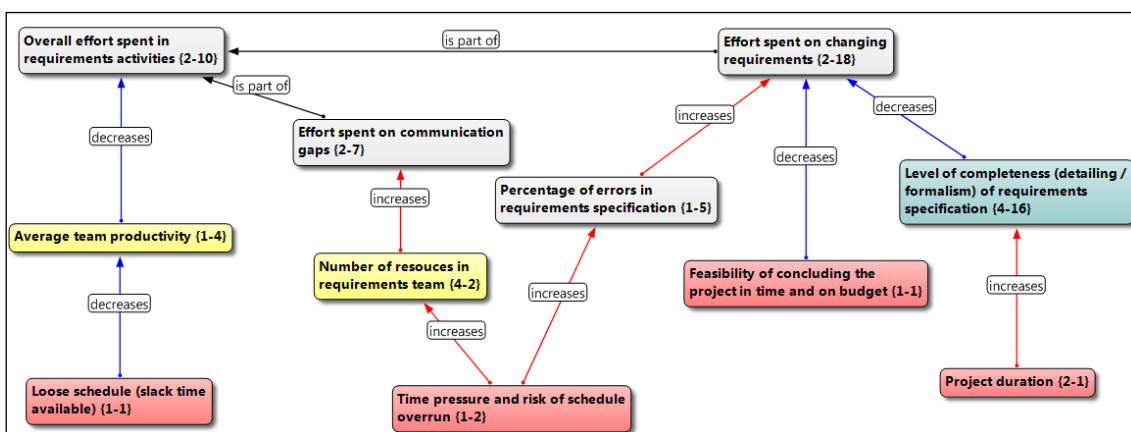 Overall effort spent in
requirements activities {2-10}
is part of
Effort spent on changing
requirements {2-18}
is part of
increases
decreases
decreases
Effort spent on communication
gaps {2-7}
decreases
Level of completeness (detailing /
formalism) of requirements
specification {4-16}
Percentage of errors in
requirements specification {1-5}
increases
Average team productivity {1-4}
Number of resouces in
requirements team {4-2}
Feasibility of concluding the
project in time and on budget {1-1}
increases
increases
decreases
increases
Loose schedule (slack time
available) {1-1}
Time pressure and risk of schedule
overrun {1-2}
Project duration {2-1}